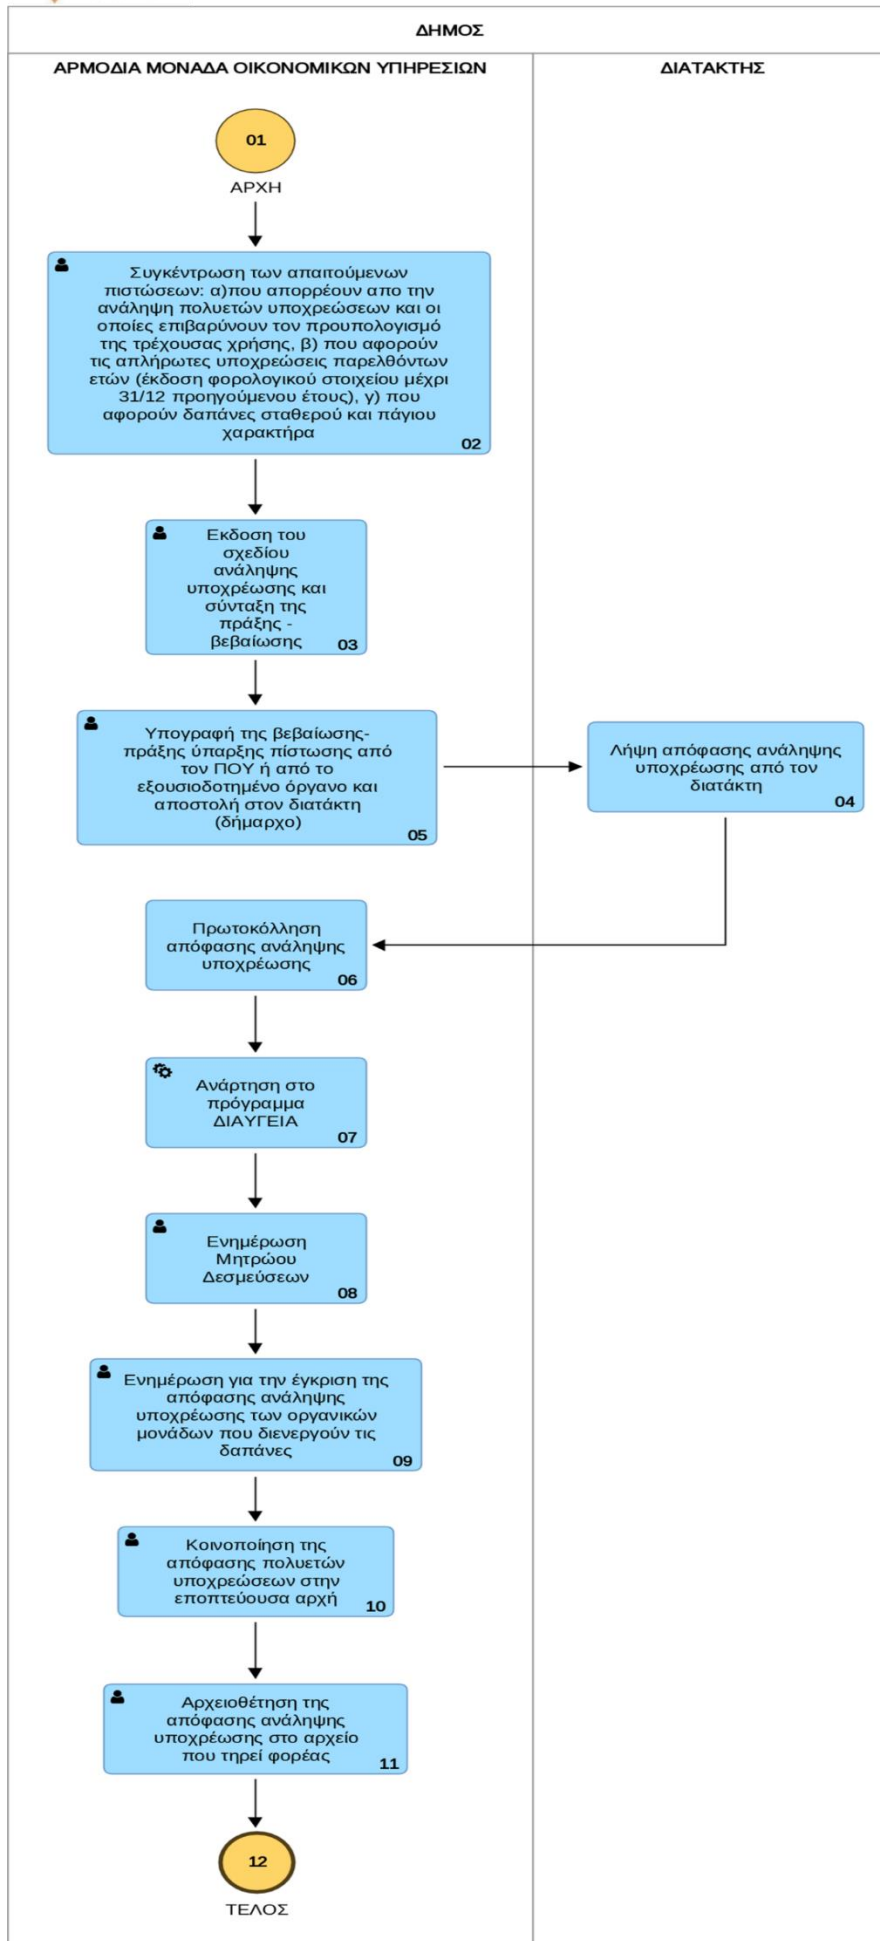 ΔΗΜΟΣ
ΑΡΜΟΔΙΑ ΜΟΝΑΔΑ ΟΙΚΟΝΟΜΙΚΩΝ ΥΠΗΡΕΣΙΩΝ
ΔΙΑΤΑΚΤΗΣ
01
ΑΡΧΗ
Συγκέντρωση των απαιτούμενων
πιστώσεων: α)που απορρέουν απο την
ανάληψη πολυετών υποχρεώσεων και οι
οποίες επιβαρύνουν τον προυπολογισμό
της τρέχουσας χρήσης, β) που αφορούν
τις απλήρωτες υποχρεώσεις παρελθόντων
ετών (έκδοση φορολογικού στοιχείου μέχρι
31/12 προηγούμενου έτους), γ) που
αφορούν δαπάνες σταθερού και πάγιου
χαρακτήρα
02
Εκδοση του
σχεδίου
ανάληψης
υποχρέωσης και
σύνταξη της
πράξης -
βεβαίωσης
03
Υπογραφή της βεβαίωσης-
πράξης ύπαρξης πίστωσης από
τον ΠΟΥ ή από το
εξουσιοδοτημένο όργανο και
αποστολή στον διατάκτη
(δήμαρχο)
05
Λήψη απόφασης ανάληψης
υποχρέωσης από τον
διατάκτη
04
Πρωτοκόλληση
απόφασης ανάληψης
υποχρέωσης
06
Ανάρτηση στο
πρόγραμμα
ΔΙΑΥΓΕΙΑ
07
Ενημέρωση
Μητρώου
Δεσμεύσεων
08
Ενημέρωση για την έγκριση της
απόφασης ανάληψης
υποχρέωσης των οργανικών
μονάδων που διενεργούν τις
δαπάνες
09
Κοινοποίηση της
απόφασης πολυετών
υποχρεώσεων στην
εποπτεύουσα αρχή
10
Αρχειοθέτηση της
απόφασης ανάληψης
υποχρέωσης στο αρχείο
που τηρεί φορέας
11
12
ΤΕΛΟΣ